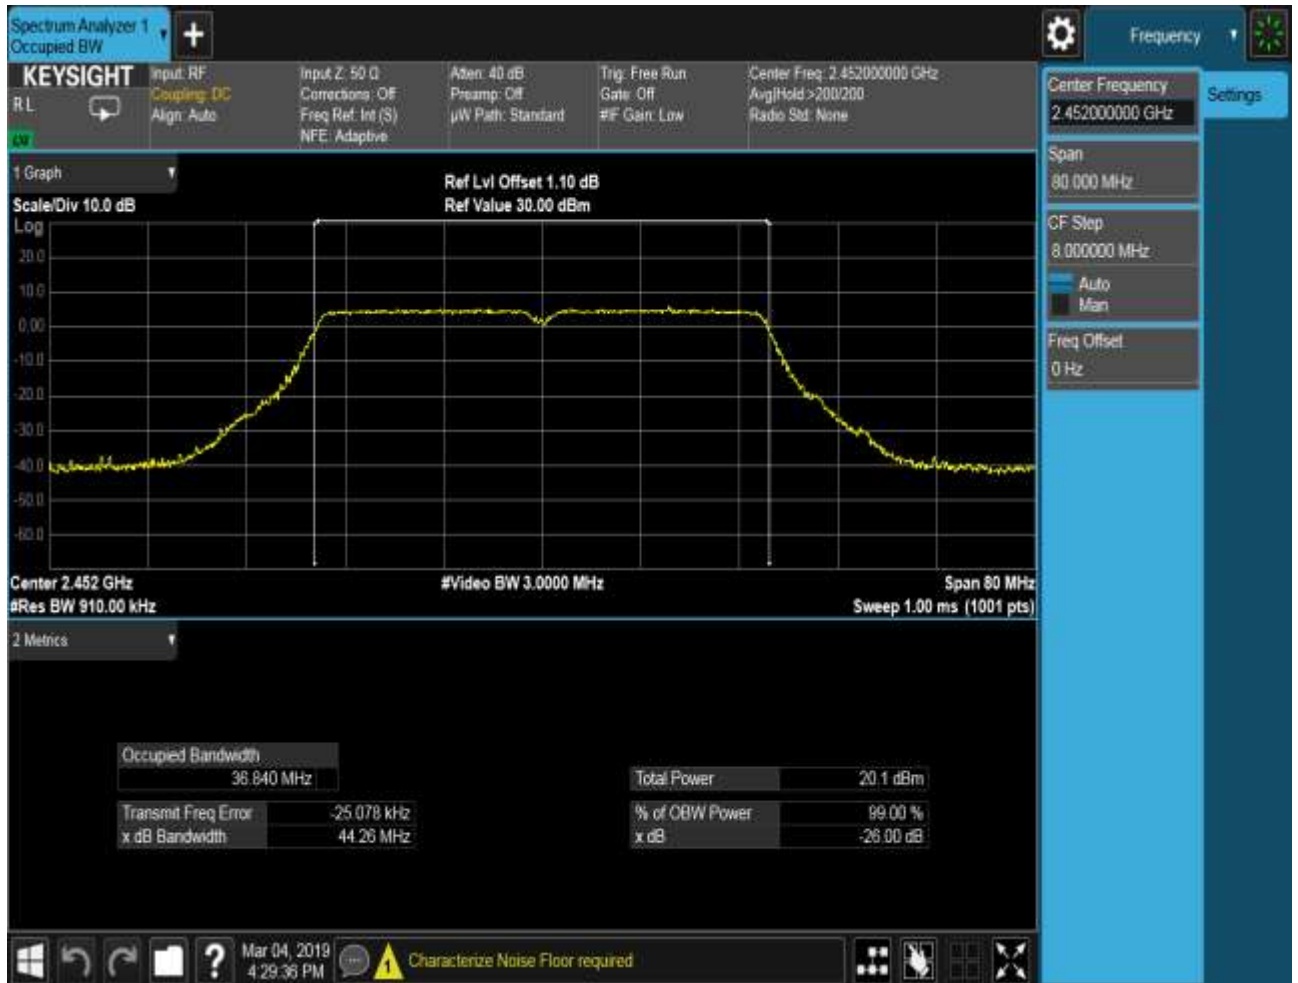 Spectrum Analyzer 1
Occupied BW
Frequency
KEYSIGHT
R L
Input: RF
Coupling: DC
Align: Auto
Input Z: 50 Ω
Corrections: Off
Freq Ref: Int (S)
NFE: Adaptive
Atten: 40 dB
Preamp: Off
µW Path: Standard
Trig: Free Run
Gate: Off
#IF Gain: Low
Center Freq: 2.452000000 GHz
Avg|Hold:>200/200
Radio Std: None
Center Frequency
2.452000000 GHz
Settings
Span
80.000 MHz
CF Step
8.000000 MHz
Auto
Man
Freq Offset
0 Hz
1 Graph
Scale/Div 10.0 dB
Ref Lvl Offset 1.10 dB
Ref Value 30.00 dBm
Log
20.0
10.0
0.00
-10.0
-20.0
-30.0
-40.0
-50.0
-60.0
Center 2.452 GHz
#Video BW 3.0000 MHz
Span 80 MHz
#Res BW 910.00 kHz
Sweep 1.00 ms (1001 pts)
2 Metrics
Occupied Bandwidth
36.840 MHz
Total Power 20.1 dBm
Transmit Freq Error -25.078 kHz
% of OBW Power 99.00 %
x dB Bandwidth 44.26 MHz
x dB -26.00 dB
?
Mar 04, 2019
4:29:36 PM
1
Characterize Noise Floor required